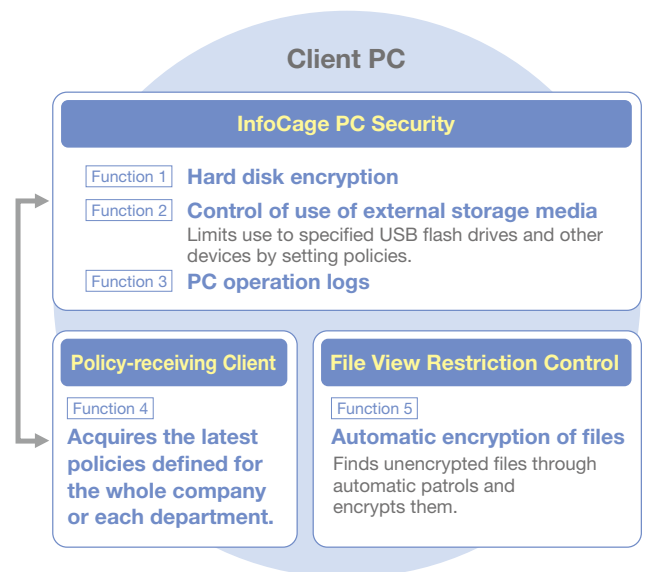 Client PC
InfoCage PC Security
Function 1 Hard disk encryption
Function 2 Control of use of external storage media
Limits use to specified USB flash drives and other
devices by setting policies.
Function 3 PC operation logs
Policy-receiving Client
Function 4
Acquires the latest
policies defined for
the whole company
or each department.
File View Restriction Control
Function 5
Automatic encryption of files
Finds unencrypted files through
automatic patrols and
encrypts them.